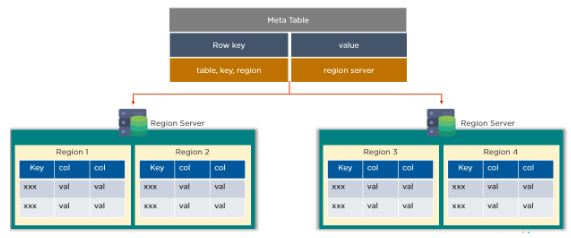 Meta Table
Row key value
table, key, region region server
Region Server
Region Server
Region 1 Region 2
Key col col Key col col
xxx val val xxx val val
xxx val val xxx val val
Region 3 Region 4
Key col col Key col col
xxx val val xxx val val
xxx val val xxx val val